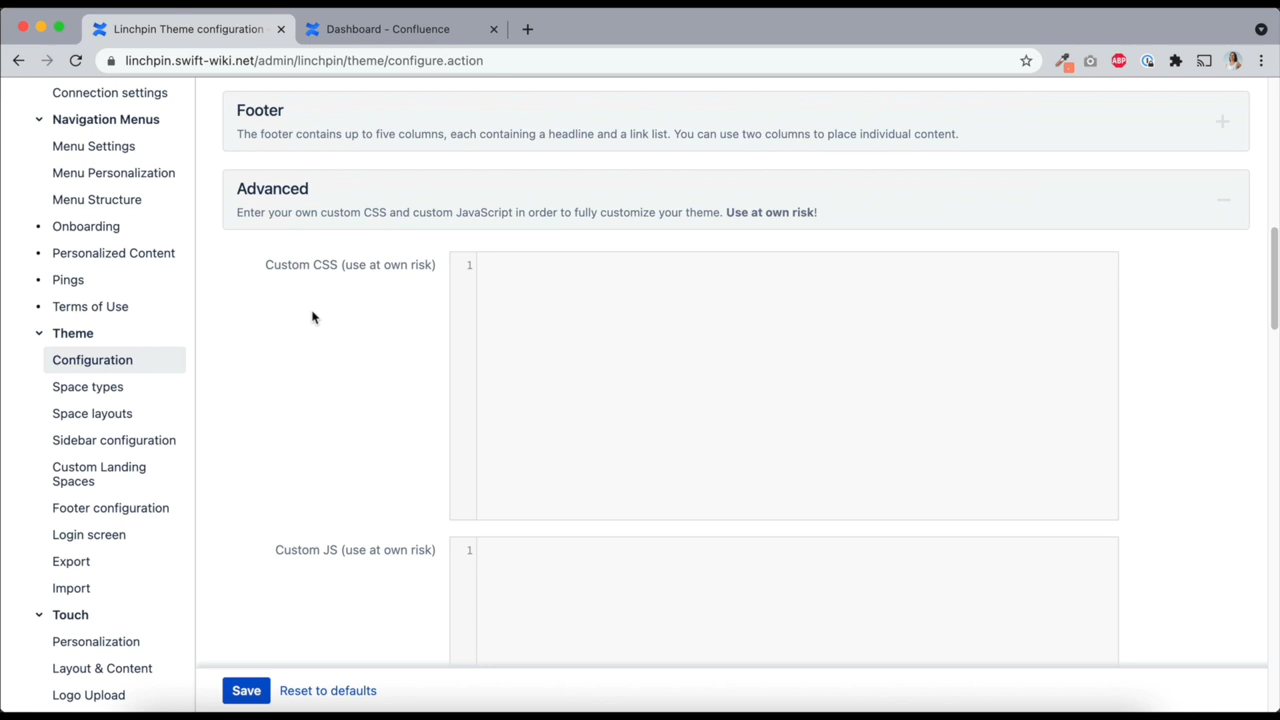 Linchpin Theme configuration
Dashboard - Confluence
linchpin.swift-wiki.net/admin/linchpin/theme/configure.action
ABP
Connection settings
Navigation Menus
Menu Settings
Menu Personalization
Menu Structure
Onboarding
Personalized Content
Pings
Terms of Use
Theme
Configuration
Space types
Space layouts
Sidebar configuration
Custom Landing
Spaces
Footer configuration
Login screen
Export
Import
Touch
Personalization
Layout & Content
Logo Upload
Footer
The footer contains up to five columns, each containing a headline and a link list. You can use two columns to place individual content.
Advanced
Enter your own custom CSS and custom JavaScript in order to fully customize your theme. Use at own risk!
Custom CSS (use at own risk)
1
Custom JS (use at own risk)
1
Save
Reset to defaults